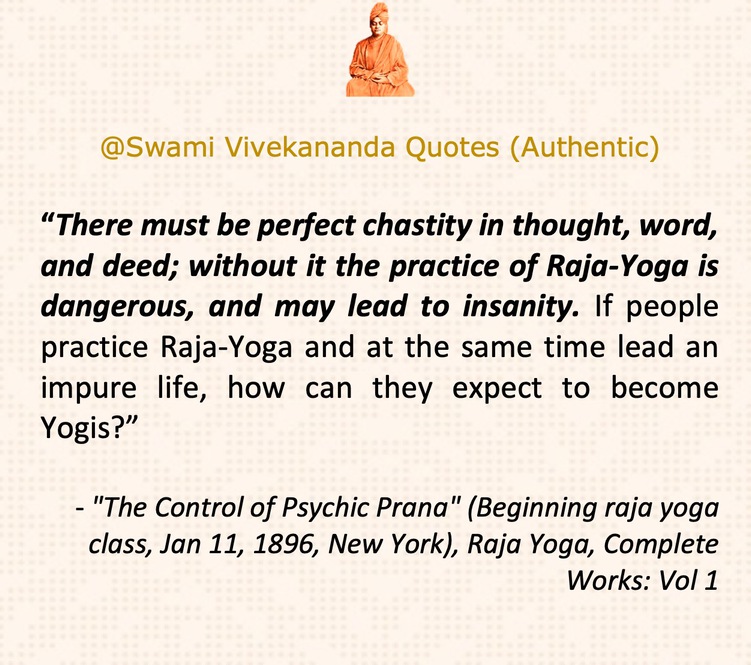 @Swami Vivekananda Quotes (Authentic)
“There must be perfect chastity in thought, word,
and deed; without it the practice of Raja-Yoga is
dangerous, and may lead to insanity. If people
practice Raja-Yoga and at the same time lead an
impure life, how can they expect to become
Yogis?”
- "The Control of Psychic Prana" (Beginning raja yoga
class, Jan 11, 1896, New York), Raja Yoga, Complete
Works: Vol 1